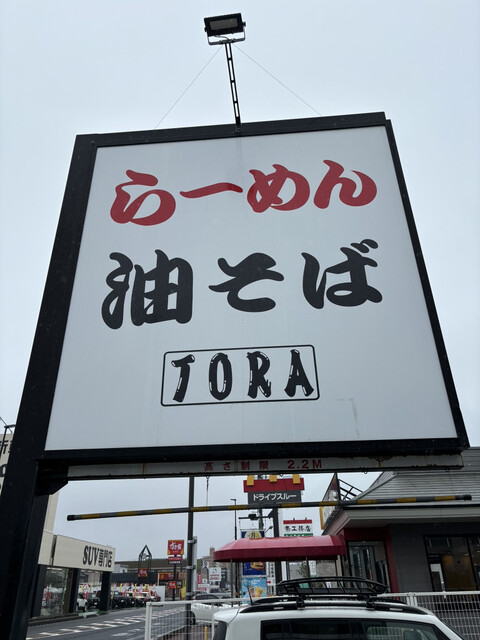 らーめん
油そば
TORA
高さ制限 2.2M
ドライブスルー
SUV専門店